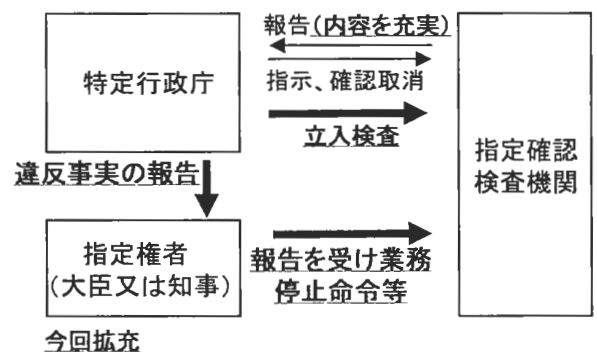 報告(内容を充実)
特定行政庁
指示、確認取消
立入検査
指定確認
検査機関
違反事実の報告
指定権者
(大臣又は知事)
報告を受け業務
停止命令等
今回拡充